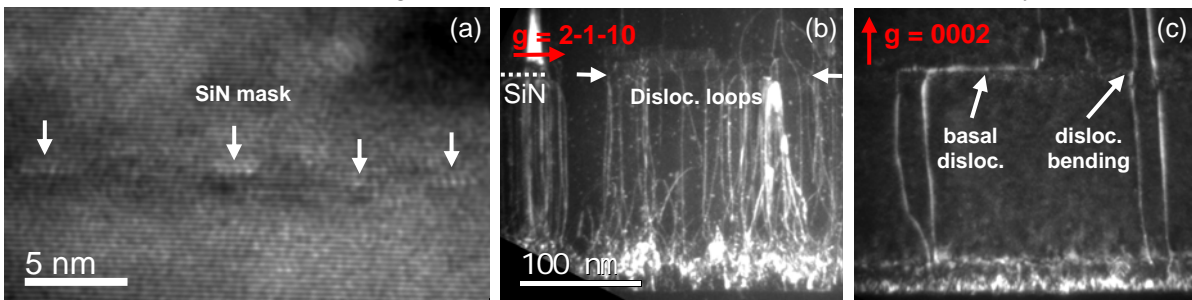 (a)
SiN mask
5 nm
g = 2-1-10
(b)
SiN
Disloc. loops
100 nm
g = 0002
(c)
basal
disloc.
disloc.
bending